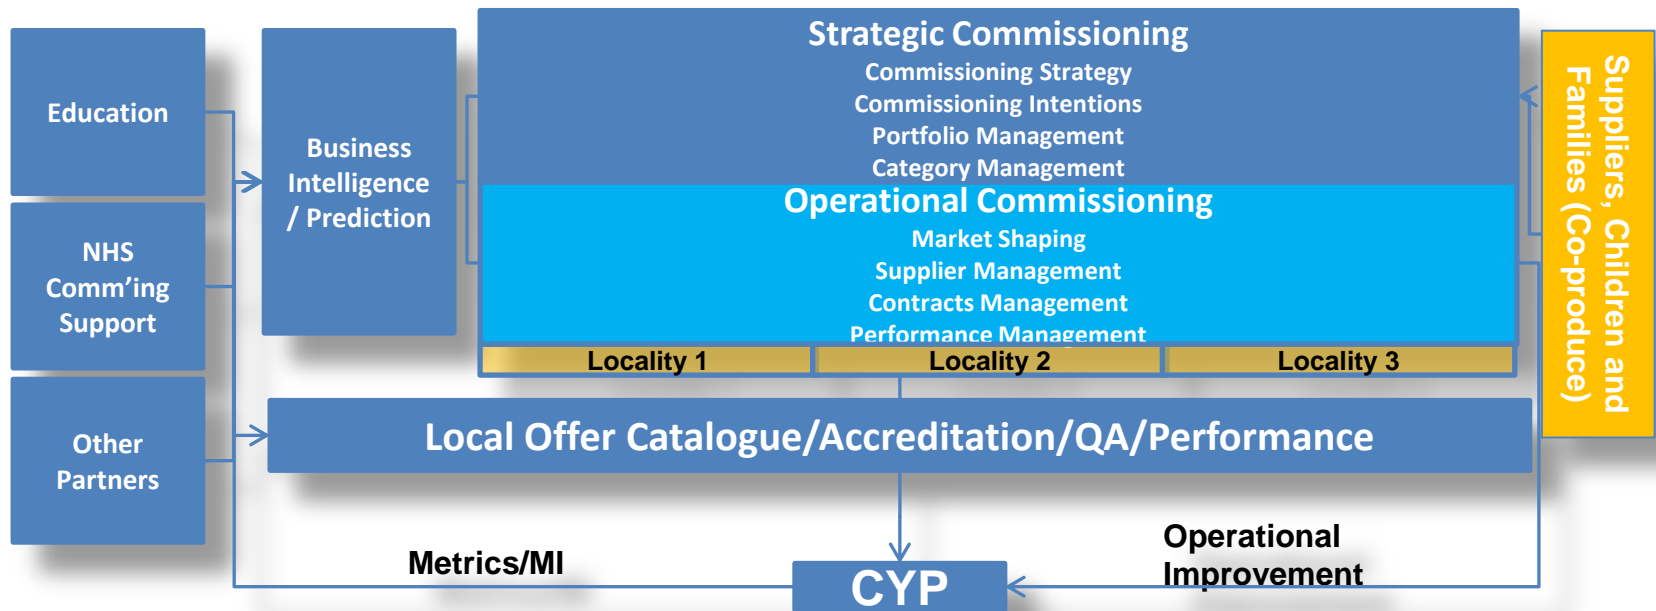 Education
NHS
Comm'ing
Support
Other
Partners
Business
Intelligence
/ Prediction
Strategic Commissioning
Commissioning Strategy
Commissioning Intentions
Portfolio Management
Category Management
Operational Commissioning
Market Shaping
Supplier Management
Contracts Management
Performance Management
Locality 1
Locality 2
Locality 3
Suppliers, Children and
Families (Co-produce)
Local Offer Catalogue/Accreditation/QA/Performance
Metrics/MI
CYP
Operational
Improvement